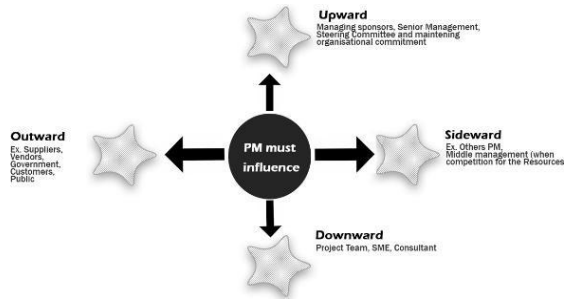 Upward
Managing sponsors, Senior Management,
Steering Committee and maintening
organisational commitment
Outward
Ex. Suppliers,
Vendors,
Government,
Customers,
Public
PM must
influence
Sideward
Ex. Others PM,
Middle management (when
competition for the Resources
Downward
Project Team, SME, Consultant